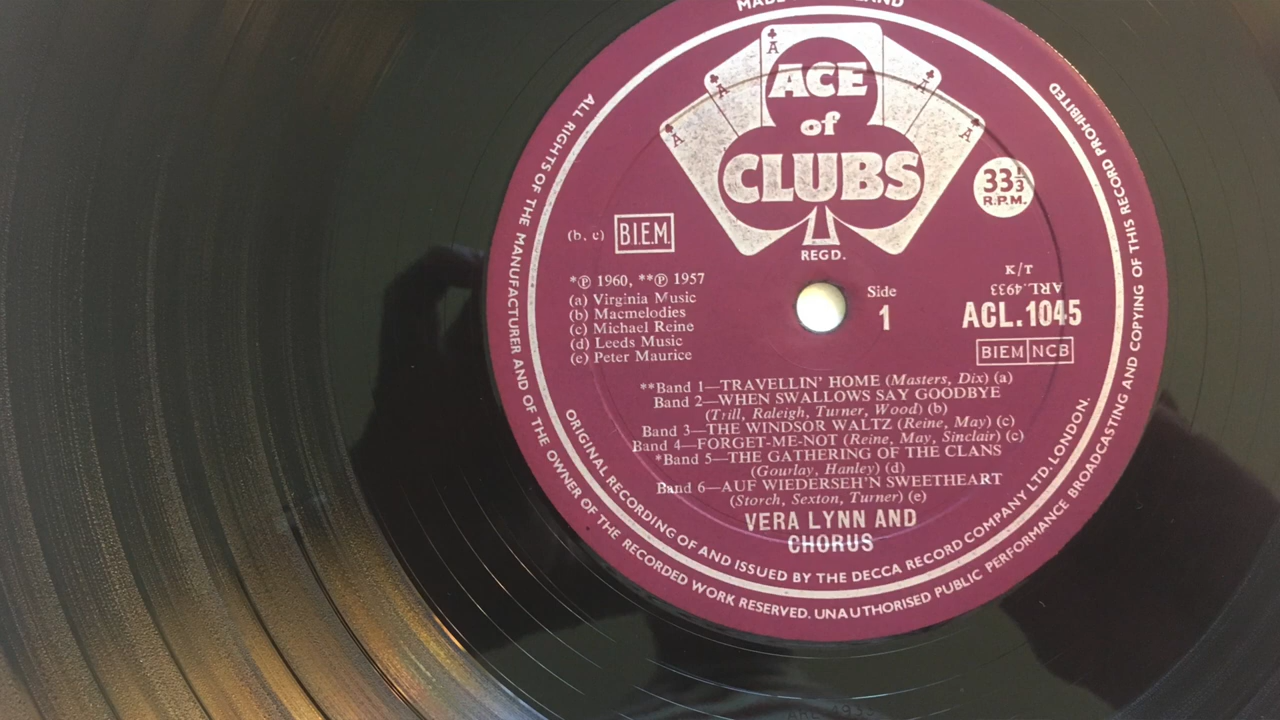 MADE
ALL RIGHTS OF THE MANUFACTURER AND OF THE OWNER OF THE RECORDED WORK RESERVED. UNAUTHORISED PUBLIC PERFORMANCE BROADCASTING AND COPYING OF THIS RECORD PROHIBITED
A
A
A
A
A
ACE
of
CLUBS
REGD.
33⅓
R.P.M.
(b, c) B.I.E.M.
*℗ 1960, **℗ 1957
(a) Virginia Music
(b) Macmelodies
(c) Michael Reine
(d) Leeds Music
(e) Peter Maurice
Side
1
K/T
ARL.4933
ACL.1045
BIEM NCB
**Band 1—TRAVELLIN' HOME (Masters, Dix) (a)
Band 2—WHEN SWALLOWS SAY GOODBYE
(Trill, Raleigh, Turner, Wood) (b)
Band 3—THE WINDSOR WALTZ (Reine, May) (c)
Band 4—FORGET-ME-NOT (Reine, May, Sinclair) (c)
*Band 5—THE GATHERING OF THE CLANS
(Gourlay, Hanley) (d)
Band 6—AUF WIEDERSEH'N SWEETHEART
(Storch, Sexton, Turner) (e)
VERA LYNN AND
CHORUS
ORIGINAL RECORDING OF AND ISSUED BY THE DECCA RECORD COMPANY LTD. LONDON.